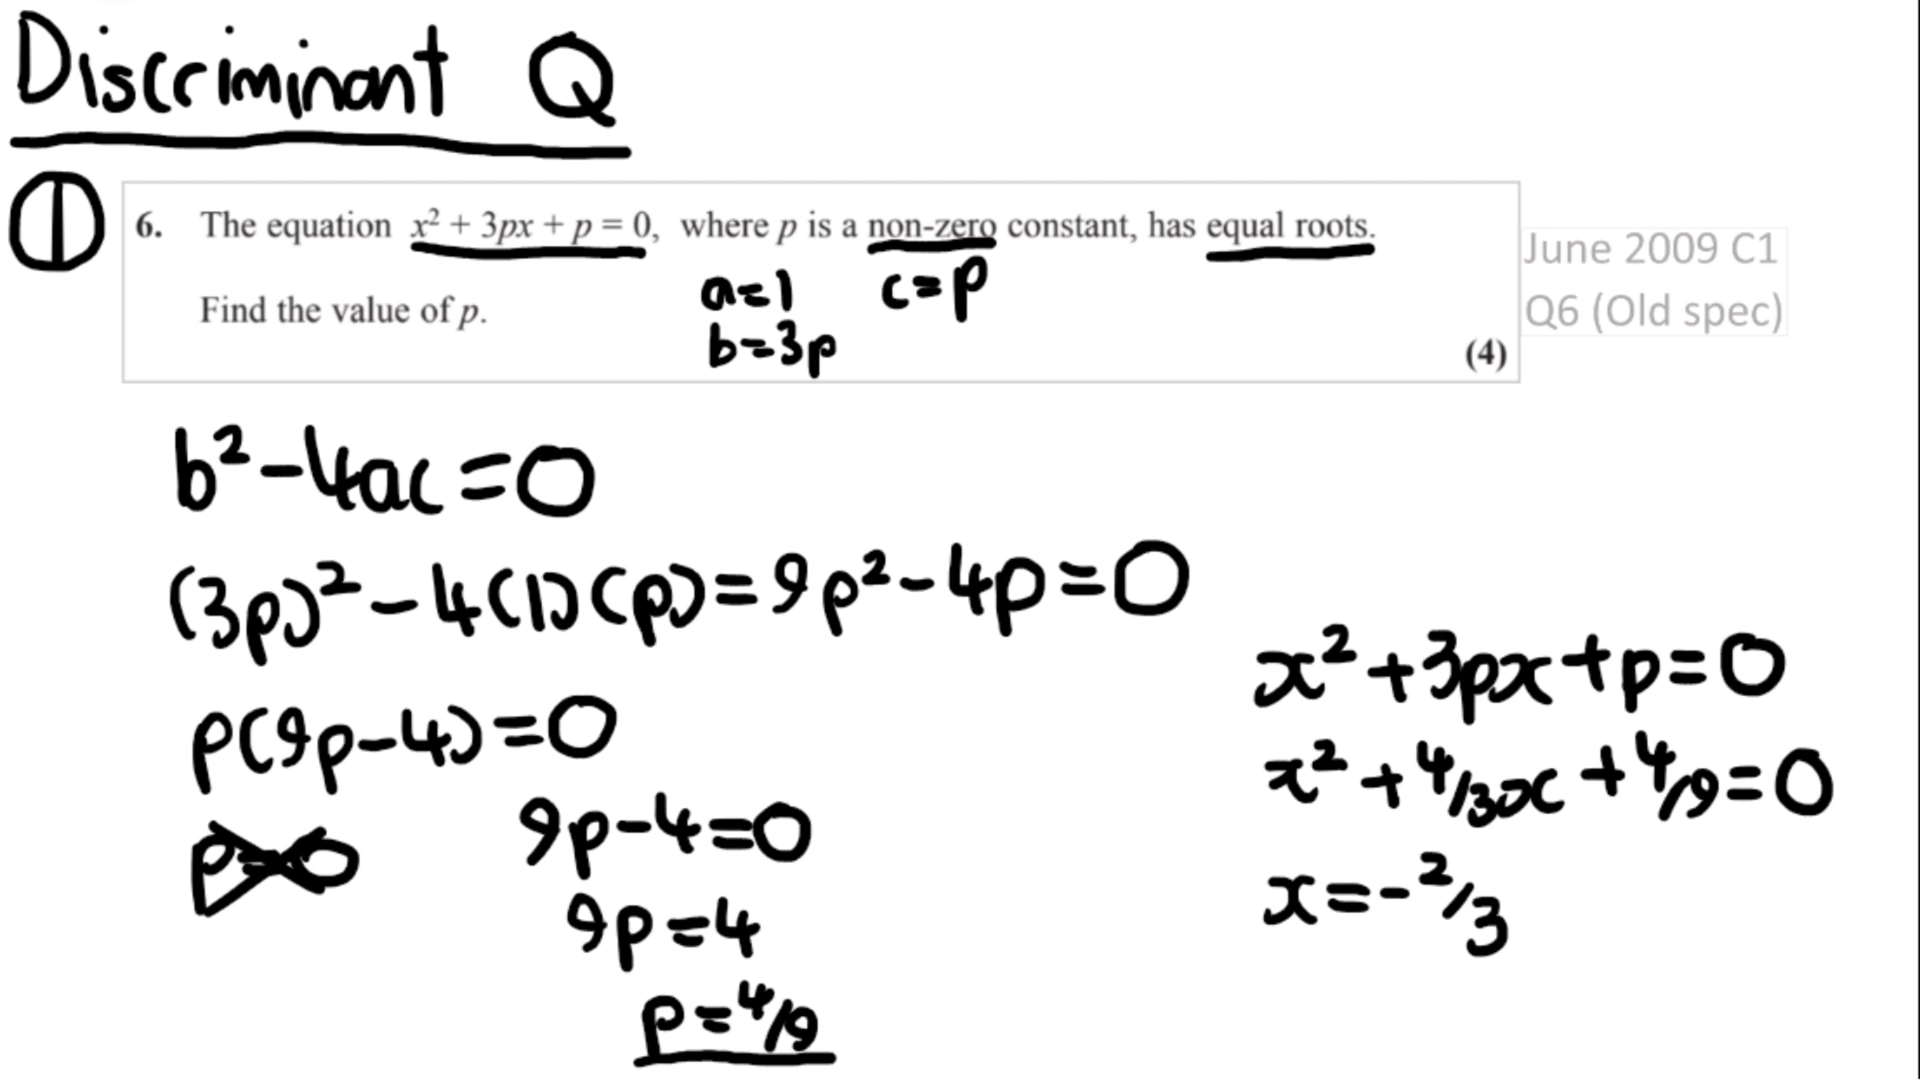 Discriminant Q
① 6. The equation x² + 3px + p = 0, where p is a non-zero constant, has equal roots.
June 2009 C1
a=1 c=p
Find the value of p.
Q6 (Old spec)
b=3p
(4)
b²-4ac=0
(3p)²-4(1)(p)=9p²-4p=0
p(9p-4)=0
p=0
9p-4=0
9p=4
p=4/9
x²+3px+p=0
x²+4/3x+4/9=0
x=-2/3